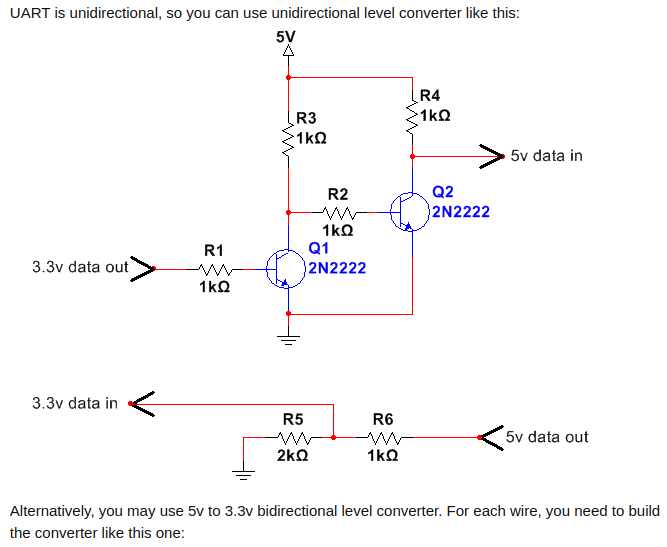 UART is unidirectional, so you can use unidirectional level converter like this:
5V
R4
1kΩ
R3
1kΩ
5v data in
R2
Q2
2N2222
1kΩ
Q1
R1
3.3v data out
2N2222
1kΩ
3.3v data in
R5
R6
5v data out
2kΩ
1kΩ
Alternatively, you may use 5v to 3.3v bidirectional level converter. For each wire, you need to build
the converter like this one: